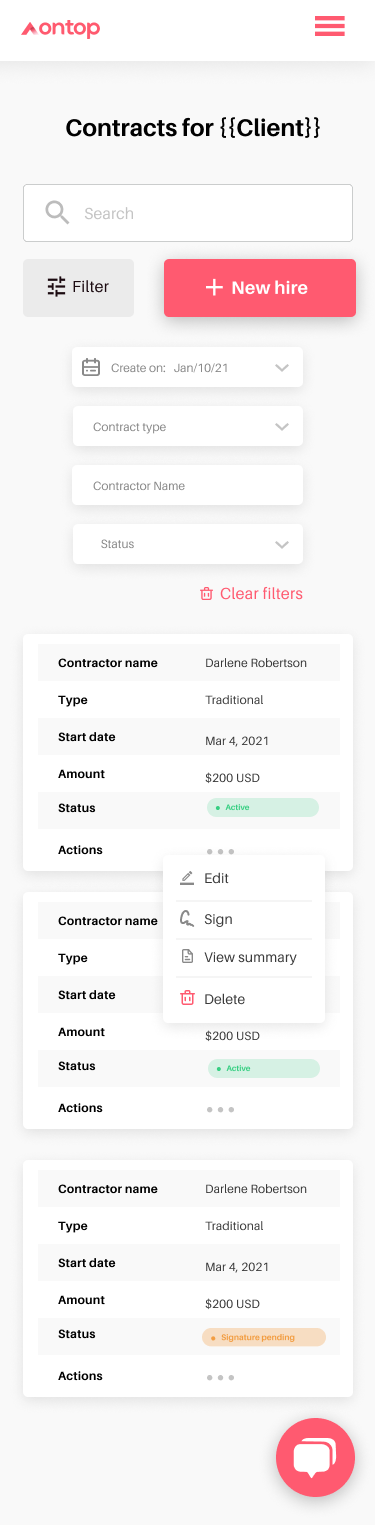 ontop
Contracts for {{Client}}
Search
Filter
New hire
Create on: Jan/10/21
Contract type
Contractor Name
Status
Clear filters
Contractor name Darlene Robertson
Type Traditional
Start date Mar 4, 2021
Amount $200 USD
Status Active
Actions
Edit
Sign
View summary
Delete
Contractor name
Type
Start date
Amount $200 USD
Status Active
Actions
Contractor name Darlene Robertson
Type Traditional
Start date Mar 4, 2021
Amount $200 USD
Status Signature pending
Actions